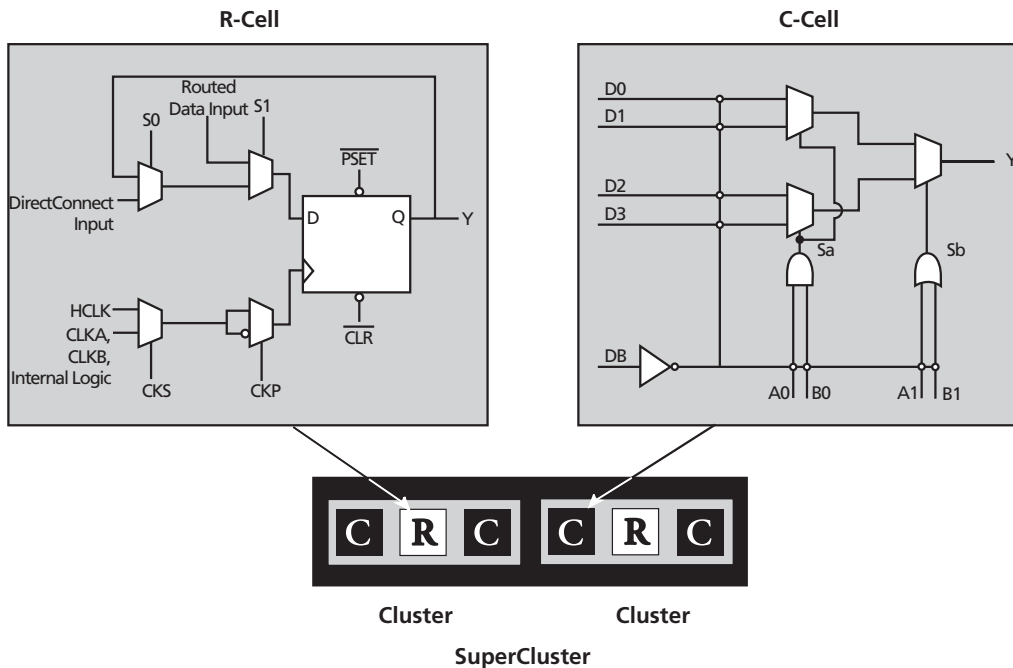 R-Cell
C-Cell
Routed
Data Input
S1
S0
PSET
DirectConnect
Input
D
Q
Y
HCLK
CLKA,
CLKB,
Internal Logic
CKS
CKP
CLR
D0
D1
D2
D3
Sa
Sb
Y
DB
A0
B0
A1
B1
C
R
C
C
R
C
Cluster
Cluster
SuperCluster